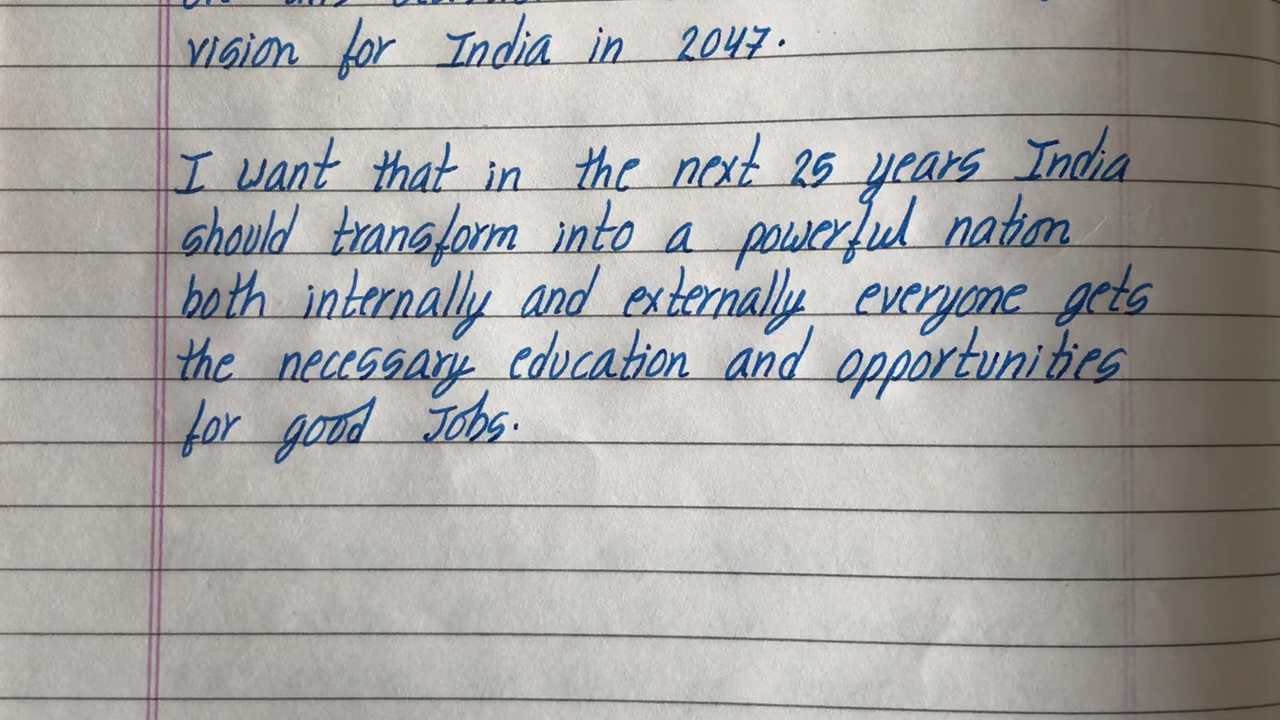 vision for India in 2047.
I want that in the next 25 years India
should transform into a powerful nation
both internally and externally everyone gets
the necessary education and opportunities
for good Jobs.